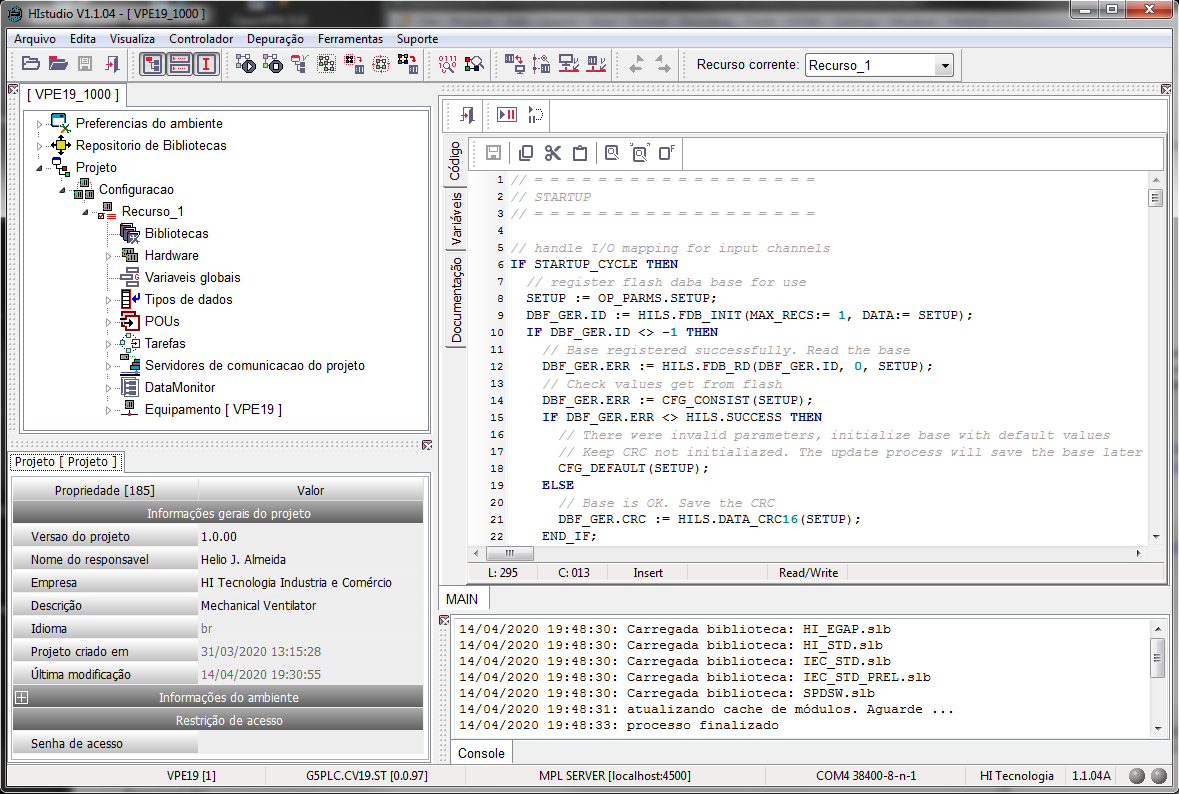 HIstudio V1.1.04 - [ VPE19_1000 ]
Arquivo Edita Visualiza Controlador Depuração Ferramentas Suporte
Recurso corrente: Recurso_1
[ VPE19_1000 ]
Preferencias do ambiente
Repositorio de Bibliotecas
Projeto
Configuracao
Recurso_1
Bibliotecas
Hardware
Variaveis globais
Tipos de dados
POUs
Tarefas
Servidores de comunicacao do projeto
DataMonitor
Equipamento [ VPE19 ]
Projeto [ Projeto ]
Propriedade [185] Valor
Informações gerais do projeto
Versao do projeto 1.0.00
Nome do responsavel Helio J. Almeida
Empresa HI Tecnologia Industria e Comércio
Descrição Mechanical Ventilator
Idioma br
Projeto criado em 31/03/2020 13:15:28
Última modificação 14/04/2020 19:30:55
Informações do ambiente
Restrição de acesso
Senha de acesso
Código
Variáveis
Documentação
1 // = = = = = = = = = = = = = = = = = =
2 // STARTUP
3 // = = = = = = = = = = = = = = = = = =
4
5 // handle I/O mapping for input channels
6 IF STARTUP_CYCLE THEN
7 // register flash daba base for use
8 SETUP := OP_PARMS.SETUP;
9 DBF_GER.ID := HILS.FDB_INIT(MAX_RECS:= 1, DATA:= SETUP);
10 IF DBF_GER.ID <> -1 THEN
11 // Base registered successfully. Read the base
12 DBF_GER.ERR := HILS.FDB_RD(DBF_GER.ID, 0, SETUP);
13 // Check values get from flash
14 DBF_GER.ERR := CFG_CONSIST(SETUP);
15 IF DBF_GER.ERR <> HILS.SUCCESS THEN
16 // There were invalid parameters, initialize base with default values
17 // Keep CRC not initialiazed. The update process will save the base later
18 CFG_DEFAULT(SETUP);
19 ELSE
20 // Base is OK. Save the CRC
21 DBF_GER.CRC := HILS.DATA_CRC16(SETUP);
22 END_IF;
L: 295 C: 013 Insert Read/Write
MAIN
14/04/2020 19:48:30: Carregada biblioteca: HI_EGAP.slb
14/04/2020 19:48:30: Carregada biblioteca: HI_STD.slb
14/04/2020 19:48:30: Carregada biblioteca: IEC_STD.slb
14/04/2020 19:48:30: Carregada biblioteca: IEC_STD_PREL.slb
14/04/2020 19:48:30: Carregada biblioteca: SPDSW.slb
14/04/2020 19:48:31: atualizando cache de módulos. Aguarde ...
14/04/2020 19:48:33: processo finalizado
Console
VPE19 [1] G5PLC.CV19.ST [0.0.97] MPL SERVER [localhost:4500] COM4 38400-8-n-1 HI Tecnologia 1.1.04A